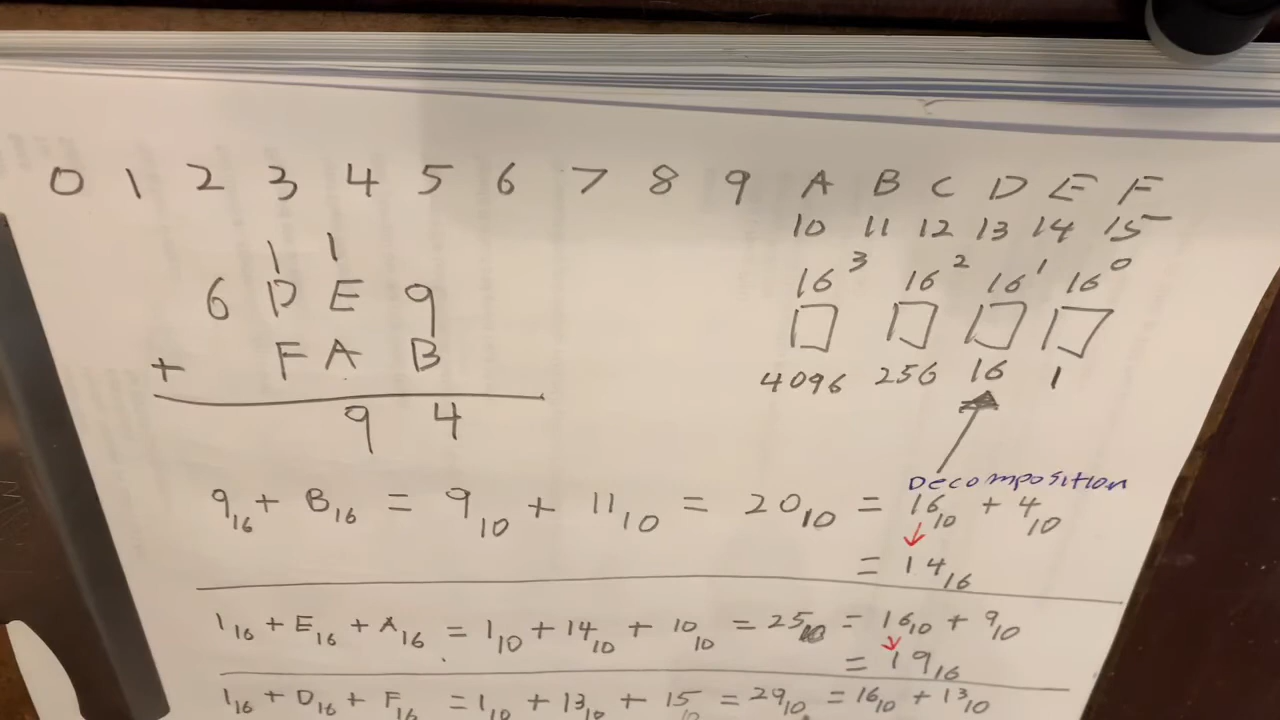 0 1 2 3 4 5 6 7 8 9 A B C D E F
10 11 12 13 14 15
1 1
6 D E 9
+ F A B
9 4
16³ 16² 16¹ 16⁰
4096 256 16 1
Decomposition
9₁₆ + B₁₆ = 9₁₀ + 11₁₀ = 20₁₀ = 16₁₀ + 4₁₀
= 14₁₆
1₁₆ + E₁₆ + A₁₆ = 1₁₀ + 14₁₀ + 10₁₀ = 25₁₀ = 16₁₀ + 9₁₀
= 19₁₆
1₁₆ + D₁₆ + F₁₆ = 1₁₀ + 13₁₀ + 15₁₀ = 29₁₀ = 16₁₀ + 13₁₀